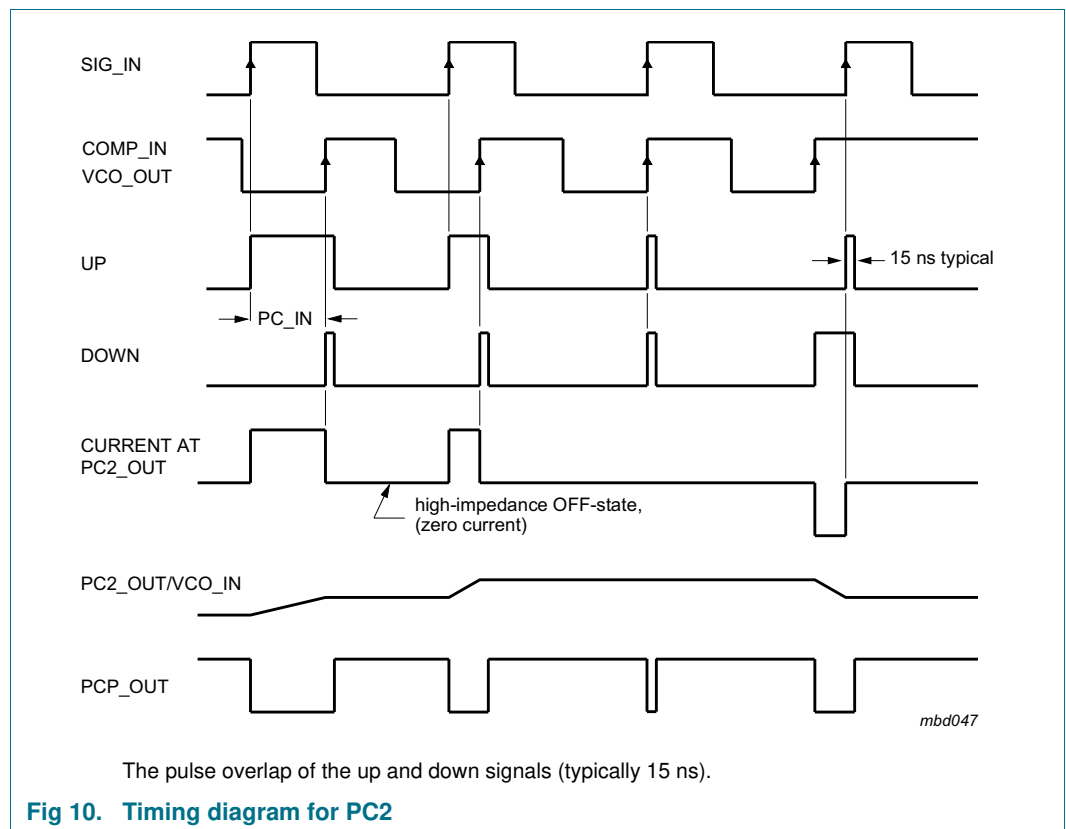 SIG_IN
COMP_IN
VCO_OUT
UP
15 ns typical
PC_IN
DOWN
CURRENT AT
PC2_OUT
high-impedance OFF-state,
(zero current)
PC2_OUT/VCO_IN
PCP_OUT
mbd047
The pulse overlap of the up and down signals (typically 15 ns).
Fig 10. Timing diagram for PC2